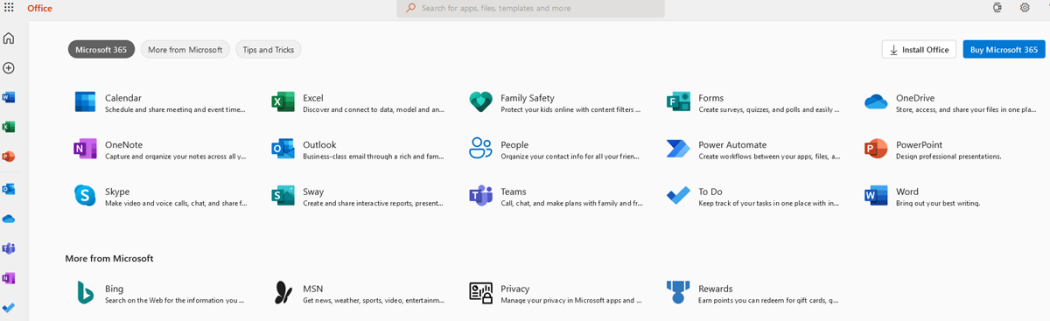 Office
Search for apps, files, templates and more
Microsoft 365
More from Microsoft
Tips and Tricks
Install Office
Buy Microsoft 365
Calendar
Schedule and share meeting and event time...
Excel
Discover and connect to data, model and an...
Family Safety
Protect your kids online with content filters ...
Forms
Create surveys, quizzes, and polls and easily ...
OneDrive
Store, access, and share your files in one pla...
OneNote
Capture and organize your notes across all y...
Outlook
Business-class email through a rich and fam...
People
Organize your contact info for all your frien...
Power Automate
Create workflows between your apps, files, a...
PowerPoint
Design professional presentations.
Skype
Make video and voice calls, chat, and share f...
Sway
Create and share interactive reports, present...
Teams
Call, chat, and make plans with family and fr...
To Do
Keep track of your tasks in one place with in...
Word
Bring out your best writing.
More from Microsoft
Bing
Search on the Web for the information you ...
MSN
Get news, weather, sports, video, entertainm...
Privacy
Manage your privacy in Microsoft apps and ...
Rewards
Earn points you can redeem for gift cards, g...